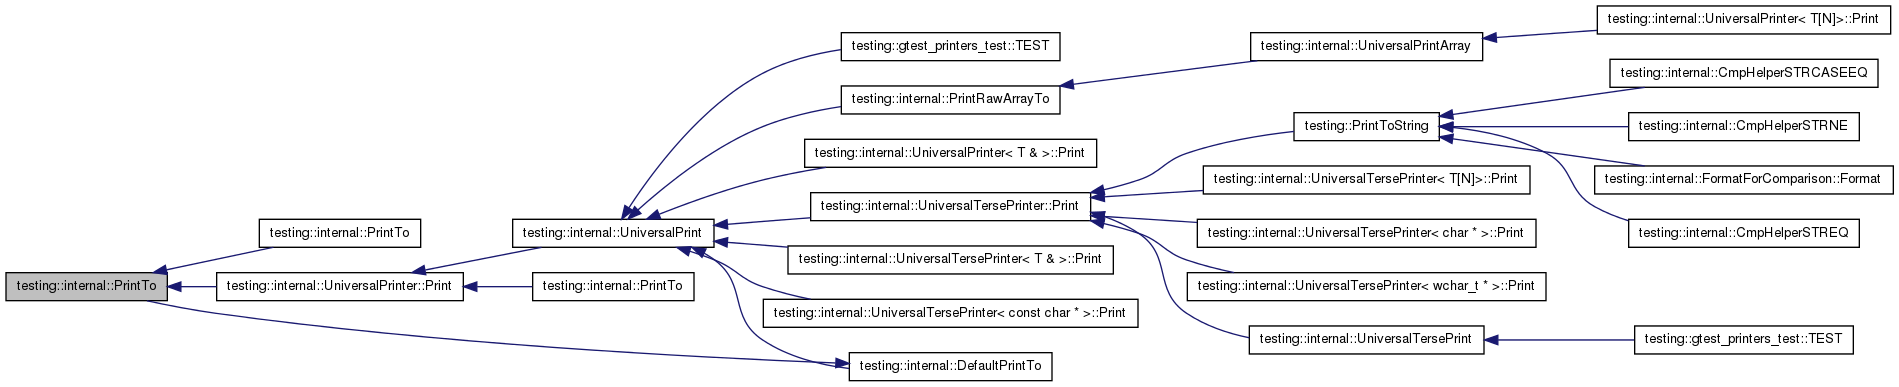 testing::internal::UniversalPrinter< T[N]>::Print
testing::gtest_printers_test::TEST
testing::internal::UniversalPrintArray
testing::internal::CmpHelperSTRCASEEQ
testing::internal::PrintRawArrayTo
testing::PrintToString
testing::internal::CmpHelperSTRNE
testing::internal::UniversalPrinter< T & >::Print
testing::internal::UniversalTersePrinter< T[N]>::Print
testing::internal::FormatForComparison::Format
testing::internal::UniversalTersePrinter::Print
testing::internal::PrintTo
testing::internal::UniversalPrint
testing::internal::UniversalTersePrinter< char * >::Print
testing::internal::CmpHelperSTREQ
testing::internal::UniversalTersePrinter< T & >::Print
testing::internal::PrintTo
testing::internal::UniversalPrinter::Print
testing::internal::PrintTo
testing::internal::UniversalTersePrinter< wchar_t * >::Print
testing::internal::UniversalTersePrinter< const char * >::Print
testing::internal::UniversalTersePrint
testing::gtest_printers_test::TEST
testing::internal::DefaultPrintTo